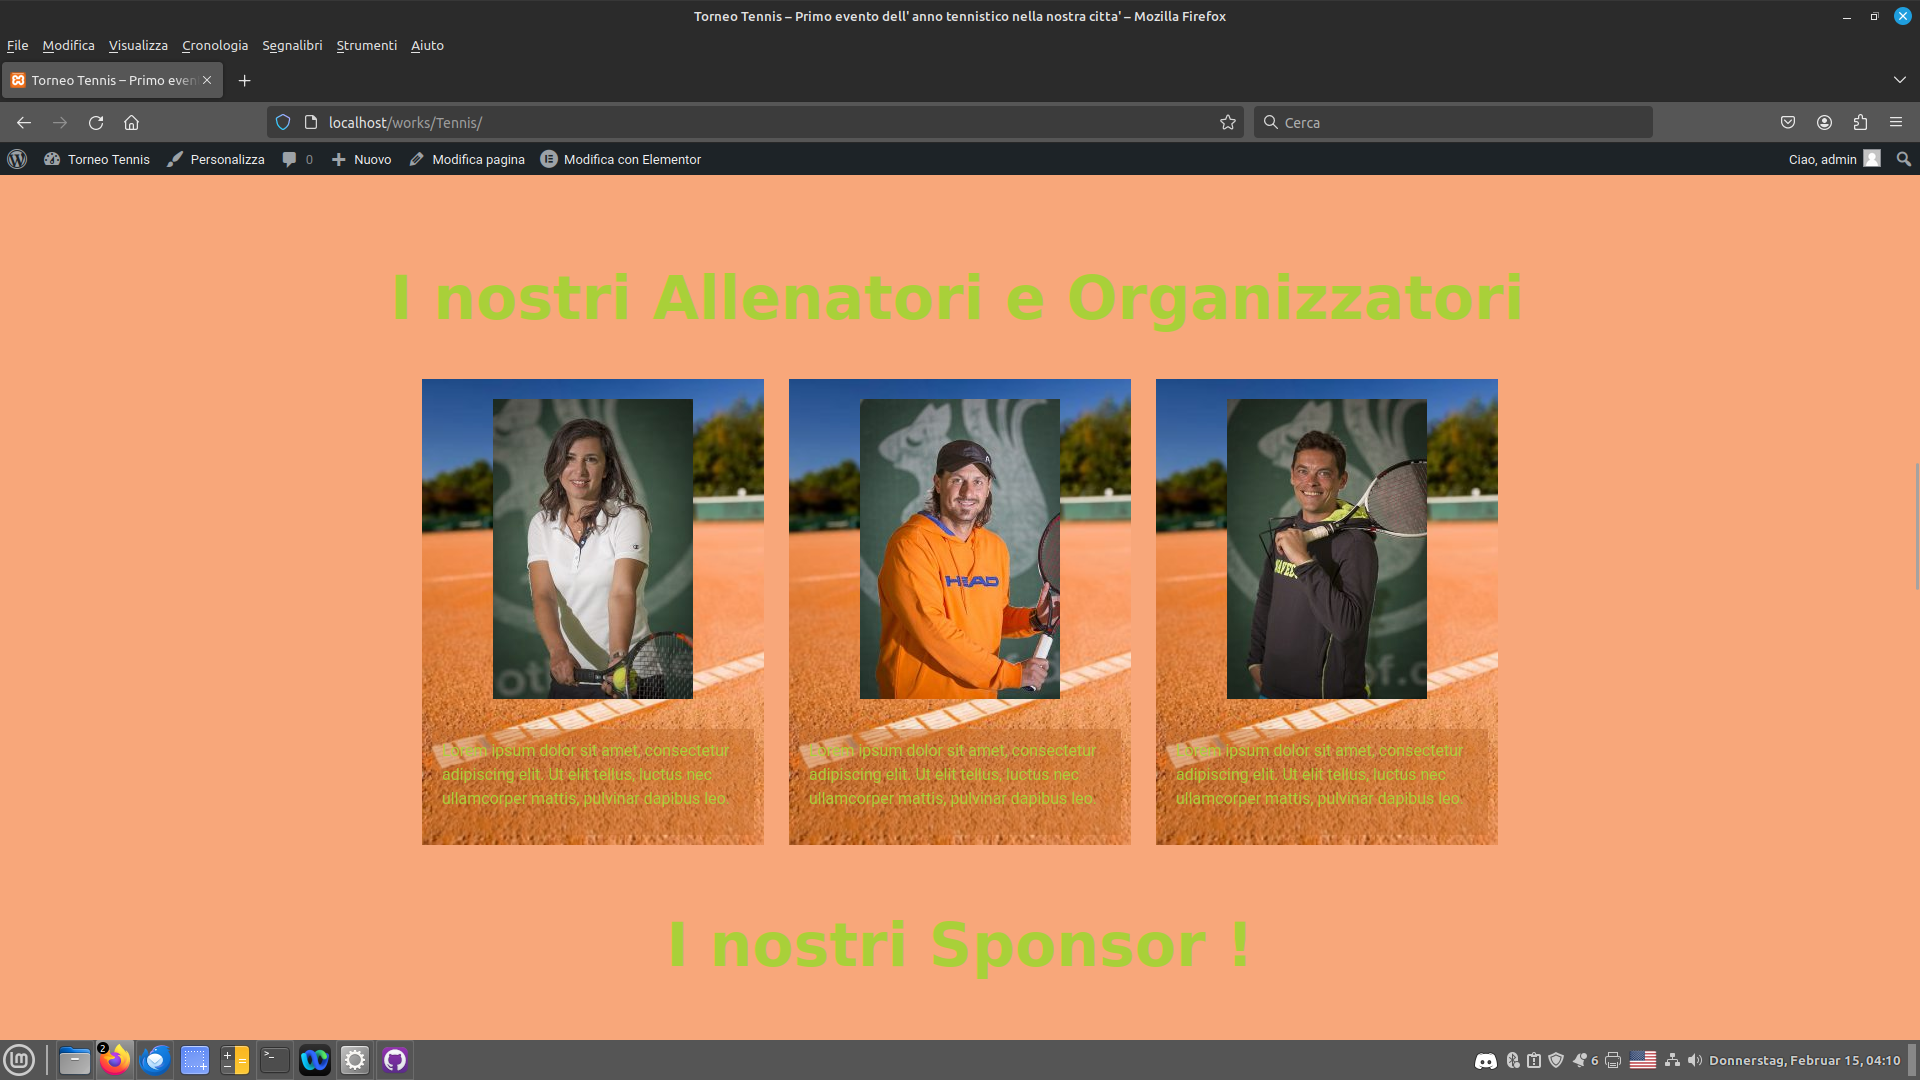 Torneo Tennis – Primo evento dell' anno tennistico nella nostra citta' – Mozilla Firefox
File Modifica Visualizza Cronologia Segnalibri Strumenti Aiuto
Torneo Tennis – Primo even
localhost/works/Tennis/
Cerca
Torneo Tennis Personalizza 0 Nuovo Modifica pagina Modifica con Elementor Ciao, admin
I nostri Allenatori e Organizzatori
HEAD
Lorem ipsum dolor sit amet, consectetur
adipiscing elit. Ut elit tellus, luctus nec
ullamcorper mattis, pulvinar dapibus leo.
Lorem ipsum dolor sit amet, consectetur
adipiscing elit. Ut elit tellus, luctus nec
ullamcorper mattis, pulvinar dapibus leo.
Lorem ipsum dolor sit amet, consectetur
adipiscing elit. Ut elit tellus, luctus nec
ullamcorper mattis, pulvinar dapibus leo.
I nostri Sponsor !
2
6
Donnerstag, Februar 15, 04:10